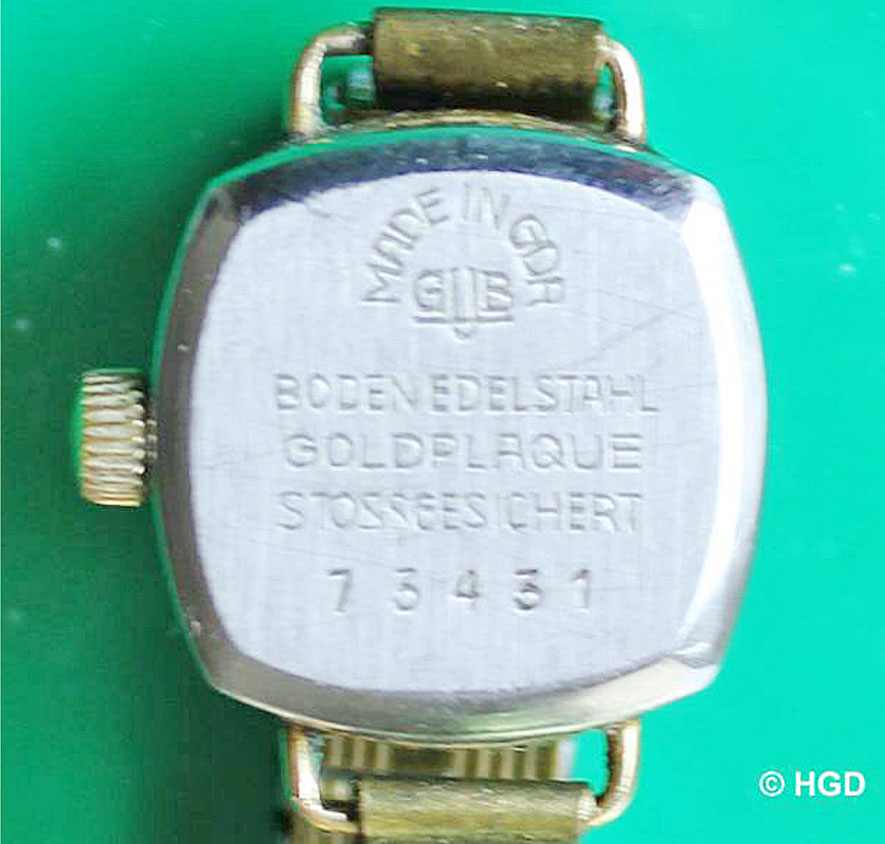 MADE IN GDR
GUB
BODEN EDELSTAHL
GOLDPLAQUE
STOSSGESICHERT
73431
© HGD